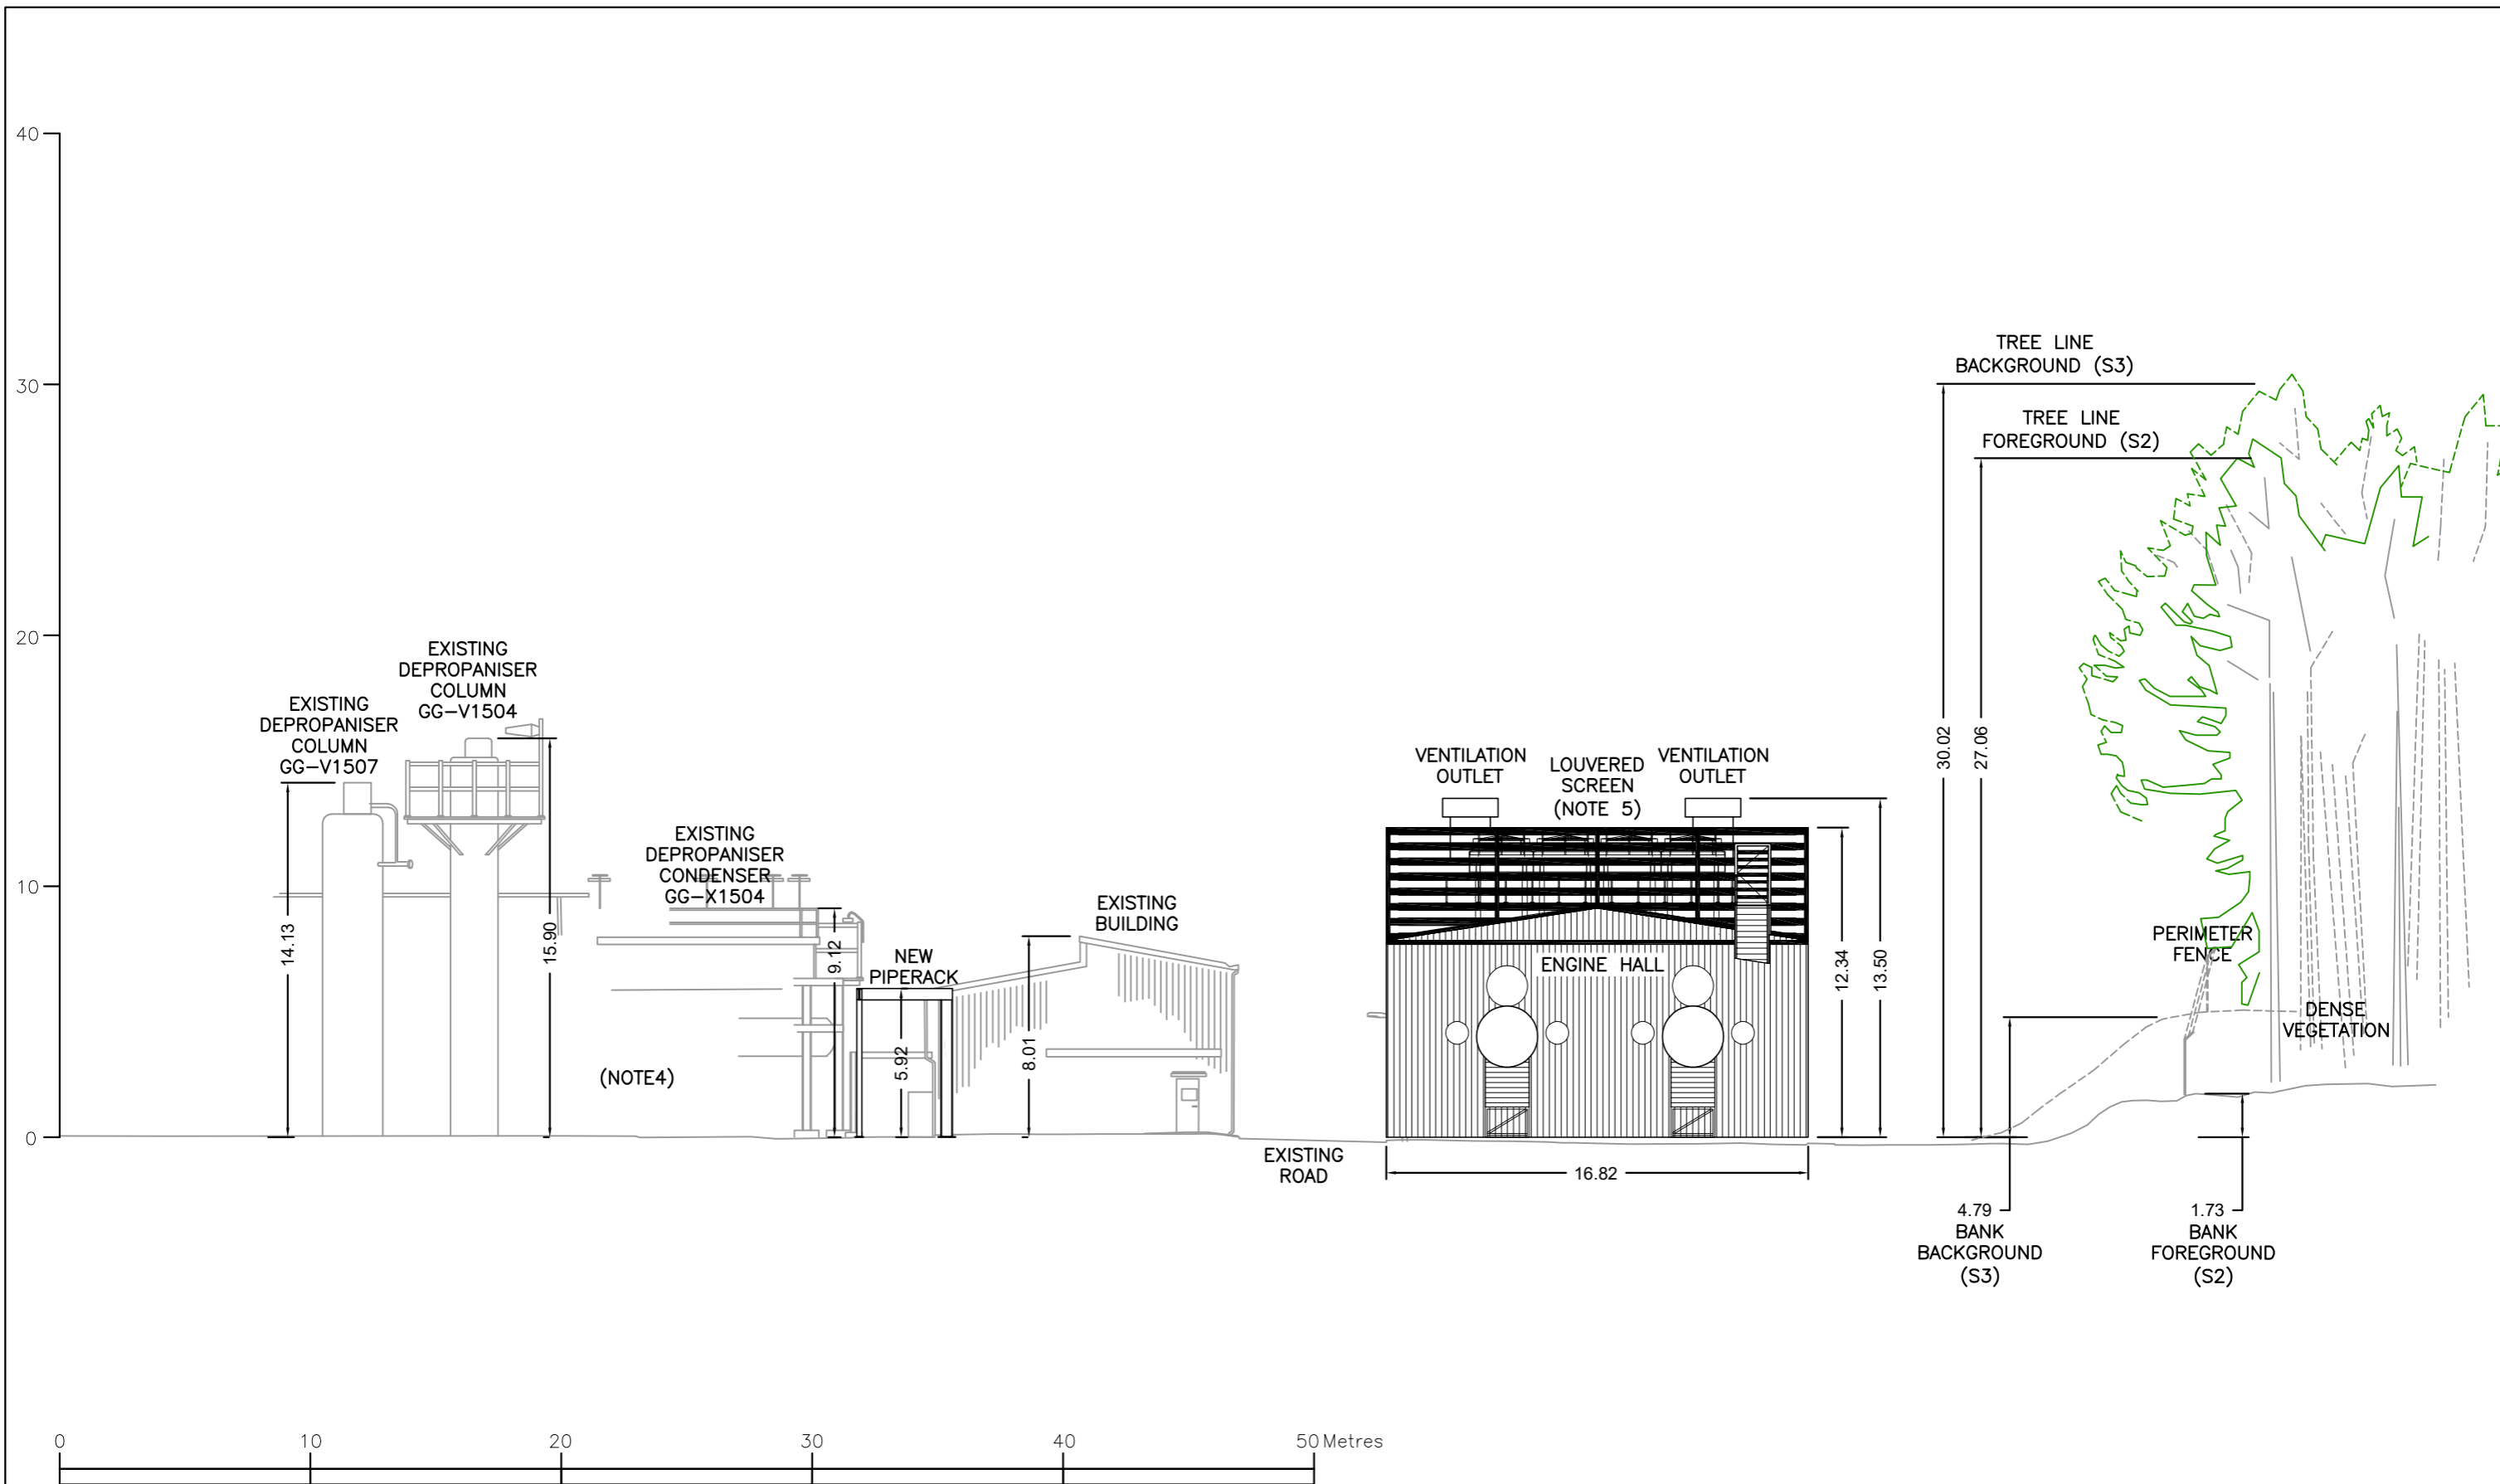 40
30
20
10
0
EXISTING
DEPROPANISER
COLUMN
GG-V1507
14.13
EXISTING
DEPROPANISER
COLUMN
GG-V1504
15.90
EXISTING
DEPROPANISER
CONDENSER
GG-X1504
9.12
(NOTE4)
NEW
PIPERACK
5.92
EXISTING
BUILDING
8.01
EXISTING
ROAD
VENTILATION
OUTLET
LOUVERED
SCREEN
(NOTE 5)
VENTILATION
OUTLET
ENGINE HALL
12.34
13.50
16.82
TREE LINE
BACKGROUND (S3)
30.02
TREE LINE
FOREGROUND (S2)
27.06
PERIMETER
FENCE
DENSE
VEGETATION
4.79
BANK
BACKGROUND
(S3)
1.73
BANK
FOREGROUND
(S2)
0
10
20
30
40
50 Metres